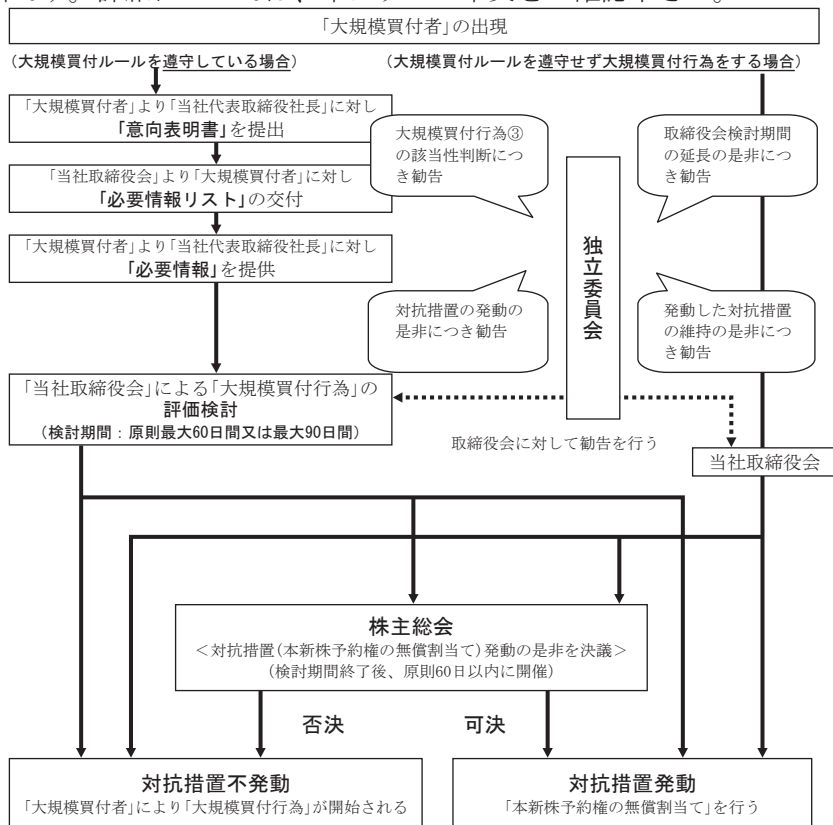 「大規模買付者」の出現
(大規模買付ルールを遵守している場合)
(大規模買付ルールを遵守せず大規模買付行為をする場合)
「大規模買付者」より「当社代表取締役社長」に対し
「意向表明書」を提出
「当社取締役会」より「大規模買付者」に対し
「必要情報リスト」の交付
「大規模買付者」より「当社代表取締役社長」に対し
「必要情報」を提供
大規模買付行為③
の該当性判断につ
き勧告
取締役会検討期間
の延長の是非につ
き勧告
独立委員会
対抗措置の発動の
是非につき勧告
発動した対抗措置
の維持の是非につ
き勧告
「当社取締役会」による「大規模買付行為」の
評価検討
(検討期間：原則最大60日間又は最大90日間)
取締役会に対して勧告を行う
当社取締役会
株主総会
＜対抗措置(本新株予約権の無償割当て)発動の是非を決議＞
(検討期間終了後、原則60日以内に開催)
否決
可決
対抗措置不発動
「大規模買付者」により「大規模買付行為」が開始される
対抗措置発動
「本新株予約権の無償割当て」を行う